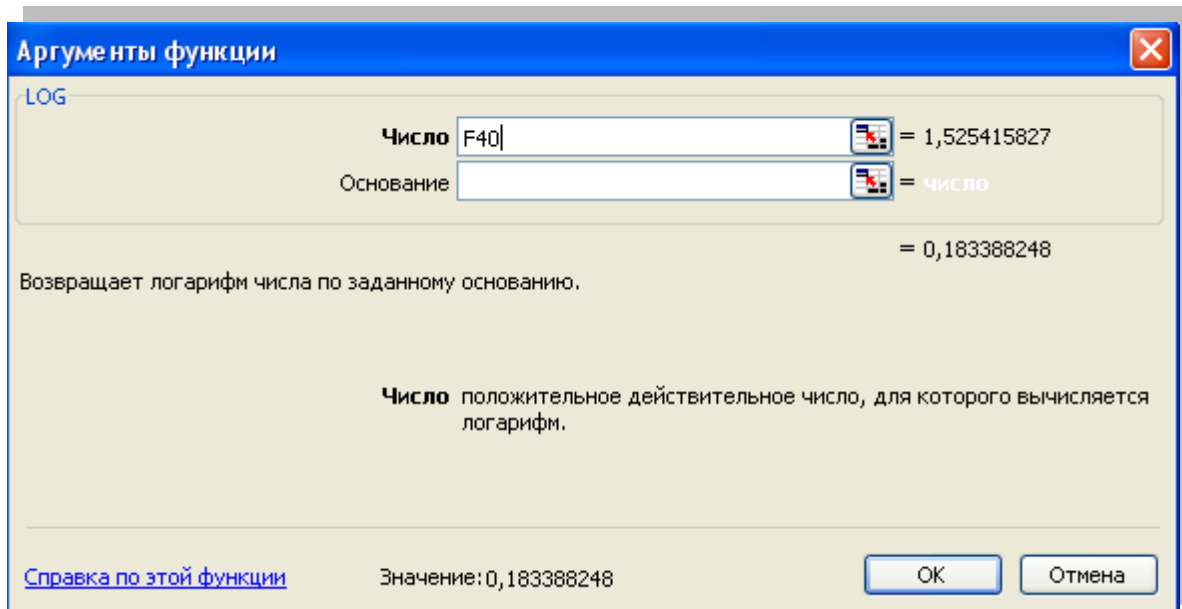 Аргументы функции
LOG
Число F40 = 1,525415827
Основание = число
= 0,183388248
Возвращает логарифм числа по заданному основанию.
Число положительное действительное число, для которого вычисляется
логарифм.
Справка по этой функции Значение: 0,183388248 ОК Отмена